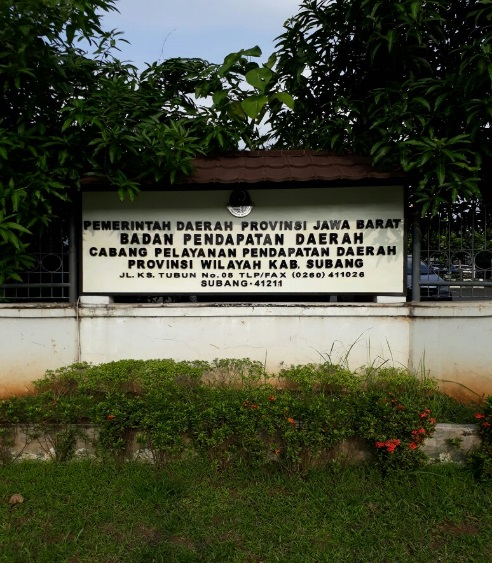 PEMERINTAH DAERAH PROVINSI JAWA BARAT
BADAN PENDAPATAN DAERAH
CABANG PELAYANAN PENDAPATAN DAERAH
PROVINSI WILAYAH KAB. SUBANG
JL. KS. TUBUN NO. 08 TLP/FAX (0260) 411026
SUBANG-41211